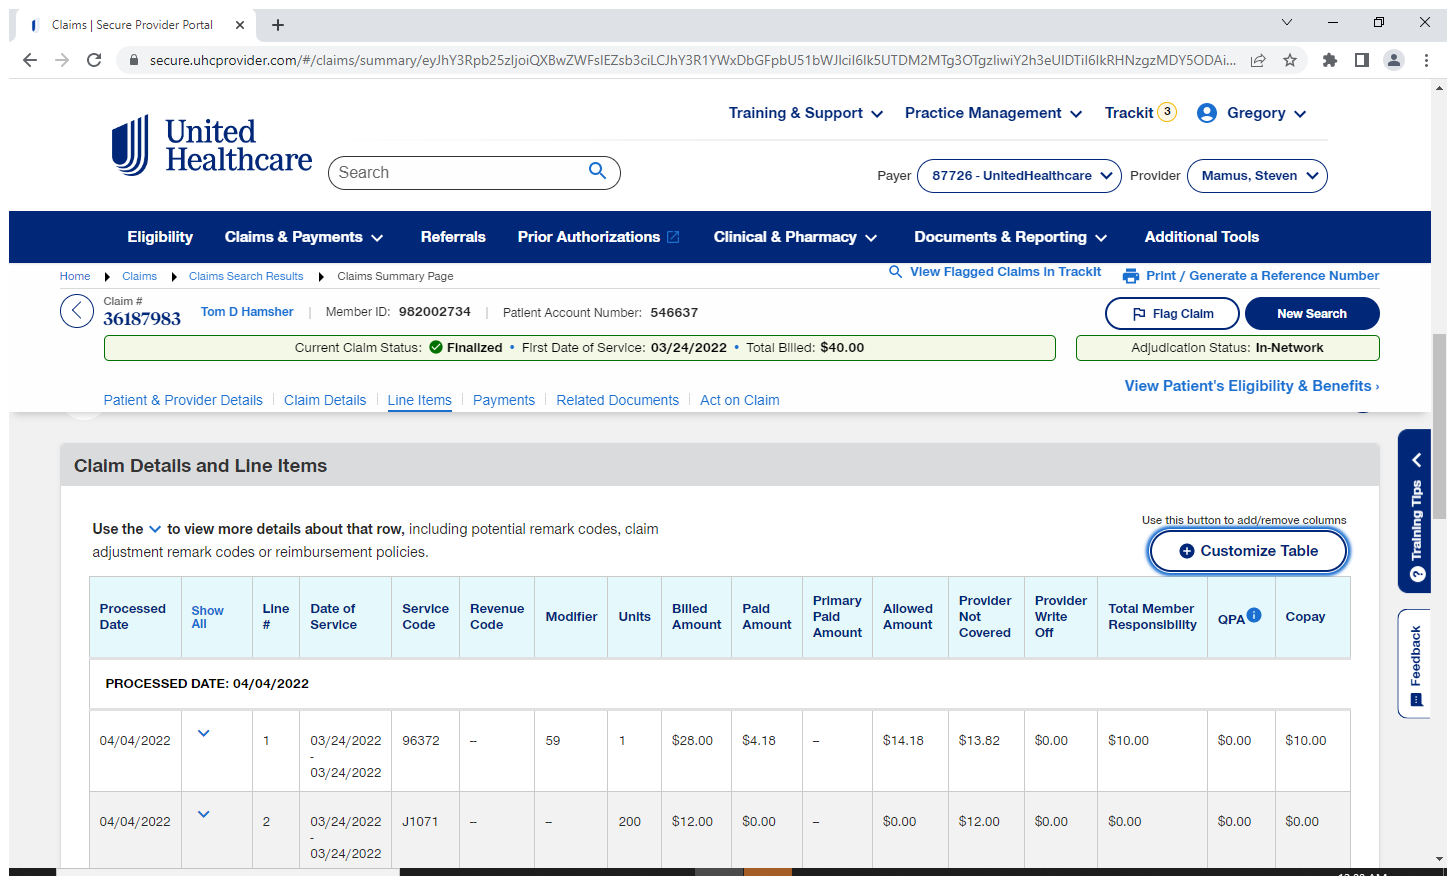 Claims | Secure Provider Portal
secure.uhcprovider.com/#/claims/summary/eyJhY3Rpb25zIjoiQXBwZWFsIEZsb3ciLCJhY3R1YWxDbGFpbU51bWJlciI6Ik5UTDM2MTg3OTgzIiwiY2h3eUlDTiI6IkRHNzgzMDY5ODAi...
Training & Support
Practice Management
Trackit 3
Gregory
United
Healthcare
Search
Payer
87726 - UnitedHealthcare
Provider
Mamus, Steven
Eligibility
Claims & Payments
Referrals
Prior Authorizations
Clinical & Pharmacy
Documents & Reporting
Additional Tools
Home
Claims
Claims Search Results
Claims Summary Page
View Flagged Claims in TrackIt
Print / Generate a Reference Number
Claim #
36187983
Tom D Hamsher | Member ID: 982002734 | Patient Account Number: 546637
Flag Claim
New Search
Current Claim Status: Finalized • First Date of Service: 03/24/2022 • Total Billed: $40.00
Adjudication Status: In-Network
View Patient's Eligibility & Benefits ›
Patient & Provider Details | Claim Details | Line Items | Payments | Related Documents | Act on Claim
Claim Details and Line Items
Use the to view more details about that row, including potential remark codes, claim
adjustment remark codes or reimbursement policies.
Use this button to add/remove columns
Customize Table
Processed Date
Show All
Line #
Date of Service
Service Code
Revenue Code
Modifier
Units
Billed Amount
Paid Amount
Primary Paid Amount
Allowed Amount
Provider Not Covered
Provider Write Off
Total Member Responsibility
QPA
Copay
PROCESSED DATE: 04/04/2022
04/04/2022 1 03/24/2022 - 03/24/2022 96372 -- 59 1 $28.00 $4.18 -- $14.18 $13.82 $0.00 $10.00 $0.00 $10.00
04/04/2022 2 03/24/2022 - 03/24/2022 J1071 -- -- 200 $12.00 $0.00 -- $0.00 $12.00 $0.00 $0.00 $0.00 $0.00
Training Tips
Feedback